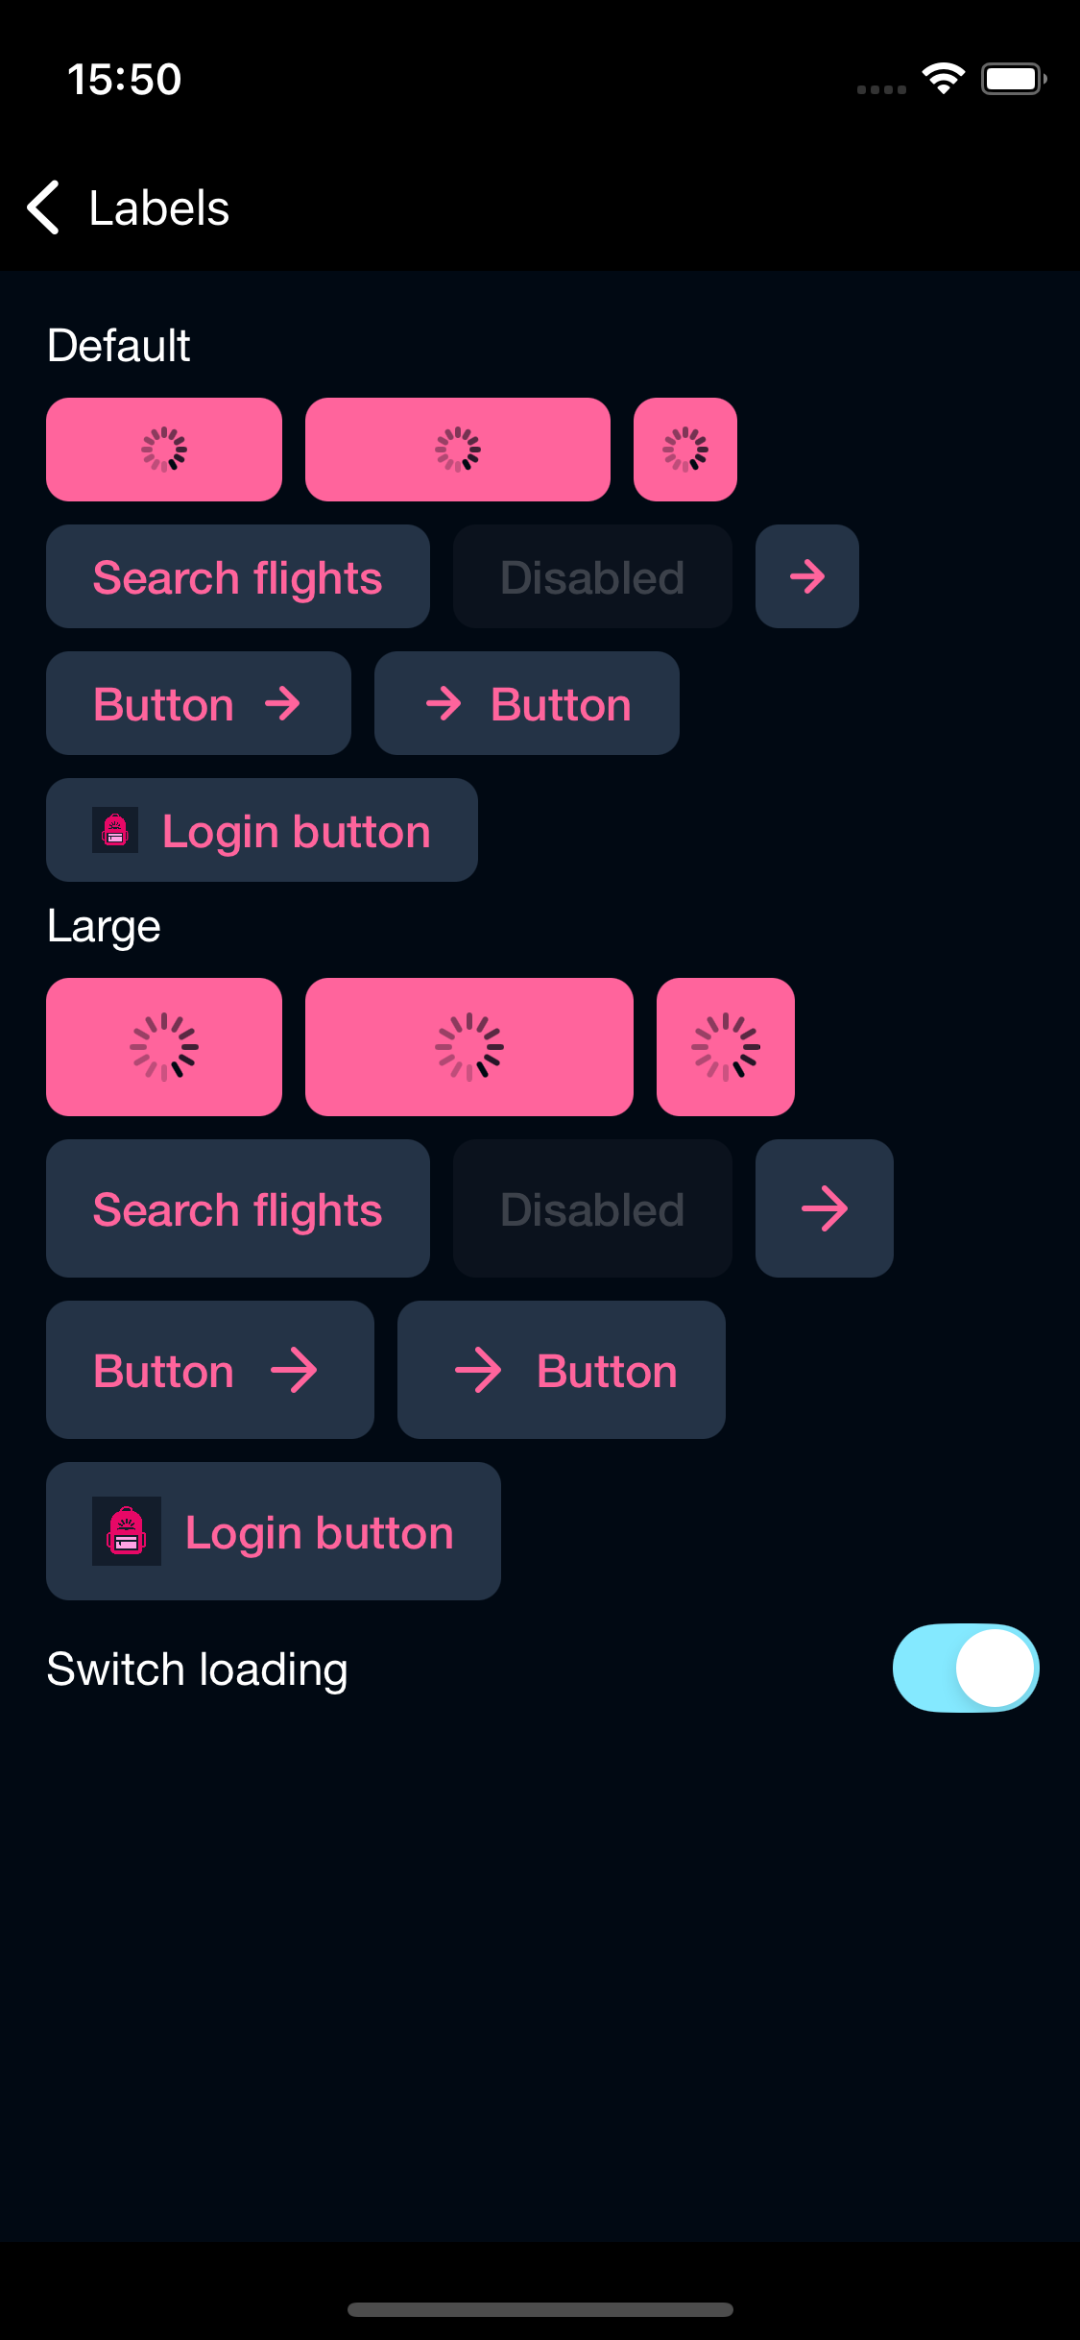 15:50
Labels
Default
Search flights
Disabled
Button
Button
Login button
Large
Search flights
Disabled
Button
Button
Login button
Switch loading